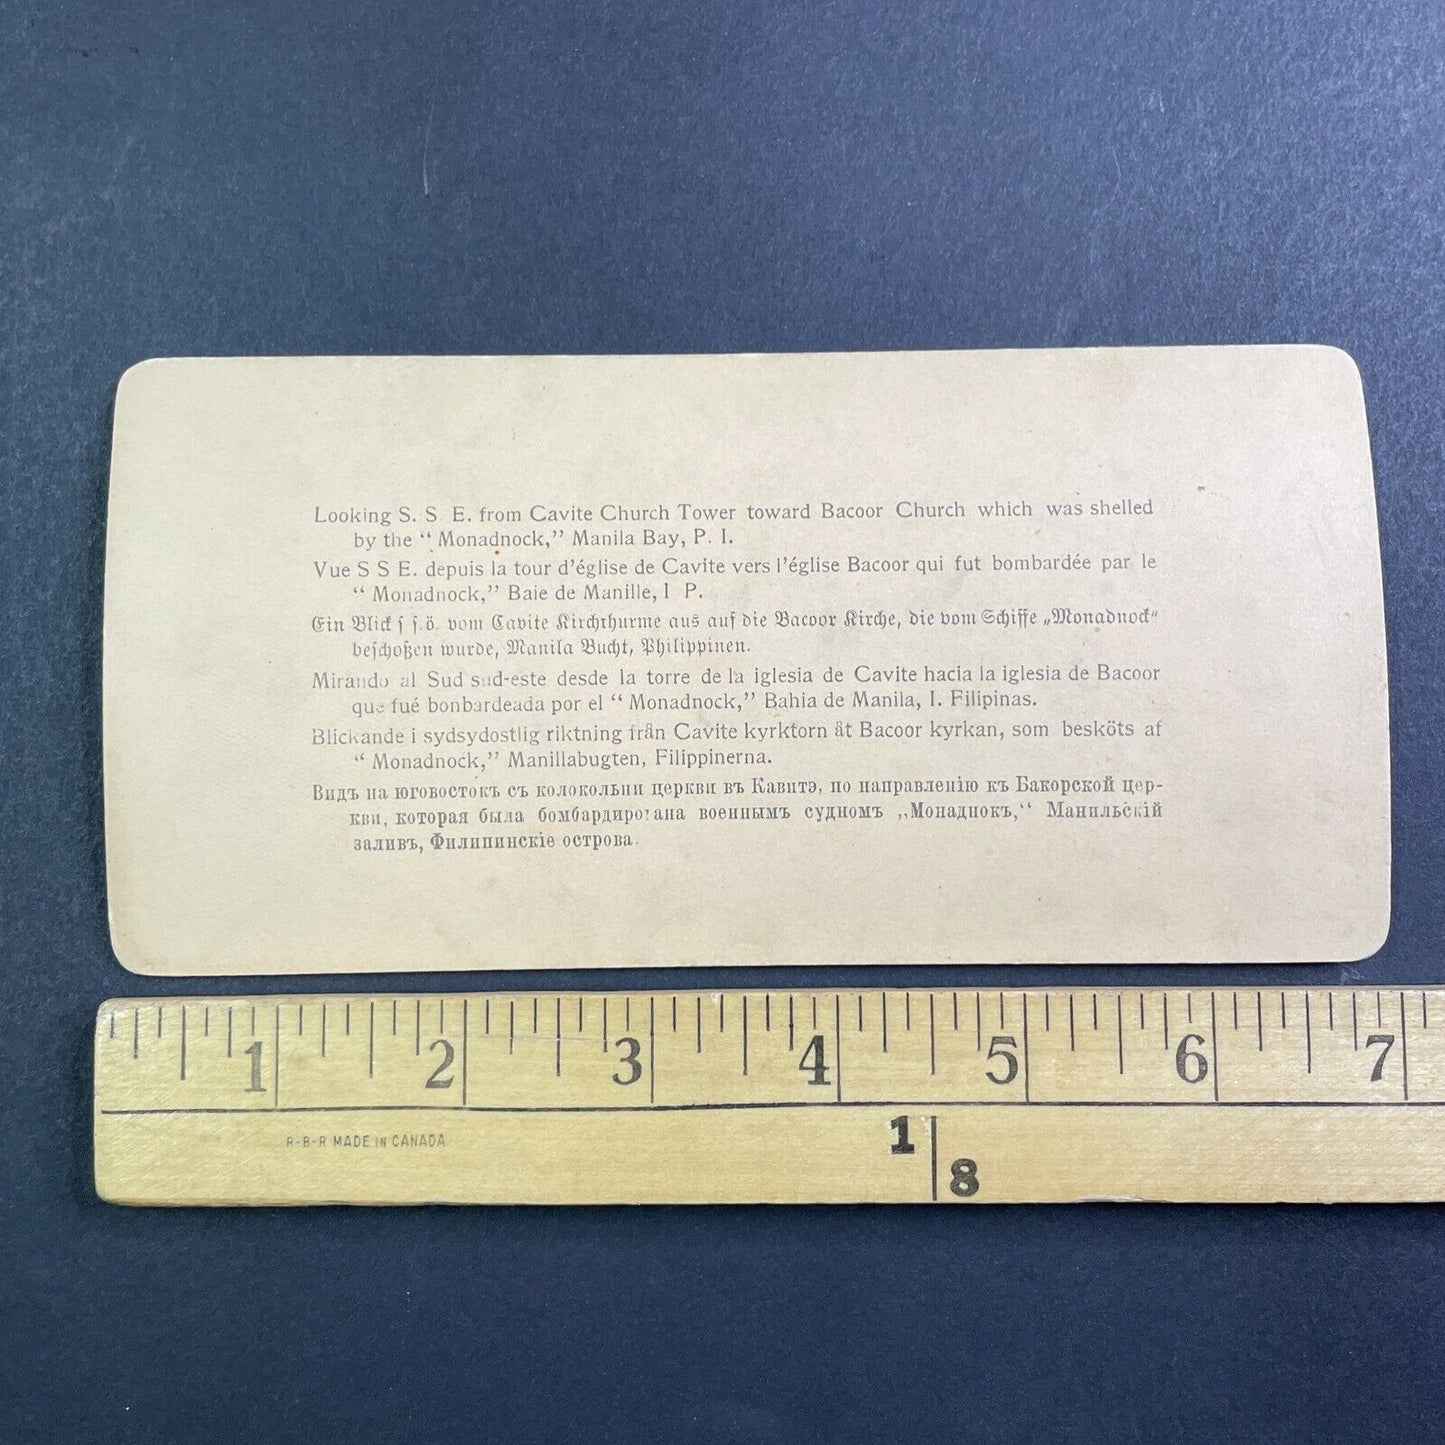 Looking S. S E. from Cavite Church Tower toward Bacoor Church which was shelled
by the “ Monadnock,” Manila Bay, P. I.
Vue S S E. depuis la tour d'église de Cavite vers l'église Bacoor qui fut bombardée par le
“ Monadnock,” Baie de Manille, I P.
Ein Blick ſ ſ.ö. vom Cavite Kirchthurme aus auf die Bacoor Kirche, die vom Schiffe „Monadnock“
beſchoßen wurde, Manila Bucht, Philippinen.
Mirando al Sud sud-este desde la torre de la iglesia de Cavite hacia la iglesia de Bacoor
que fué bonbardeada por el “ Monadnock,” Bahia de Manila, I. Filipinas.
Blickande i sydsydostlig riktning från Cavite kyrktorn åt Bacoor kyrkan, som besköts af
“ Monadnock,” Manillabugten, Filippinerna.
Видъ на юговостокъ съ колокольни церкви въ Кавитэ, по направленію къ Бакорской цер-
кви, которая была бомбардирована военнымъ судномъ „Монаднокъ,“ Манильскій
заливъ, Филипинскіе острова.
1 2 3 4 5 6 7
R-B-R MADE IN CANADA
1
8